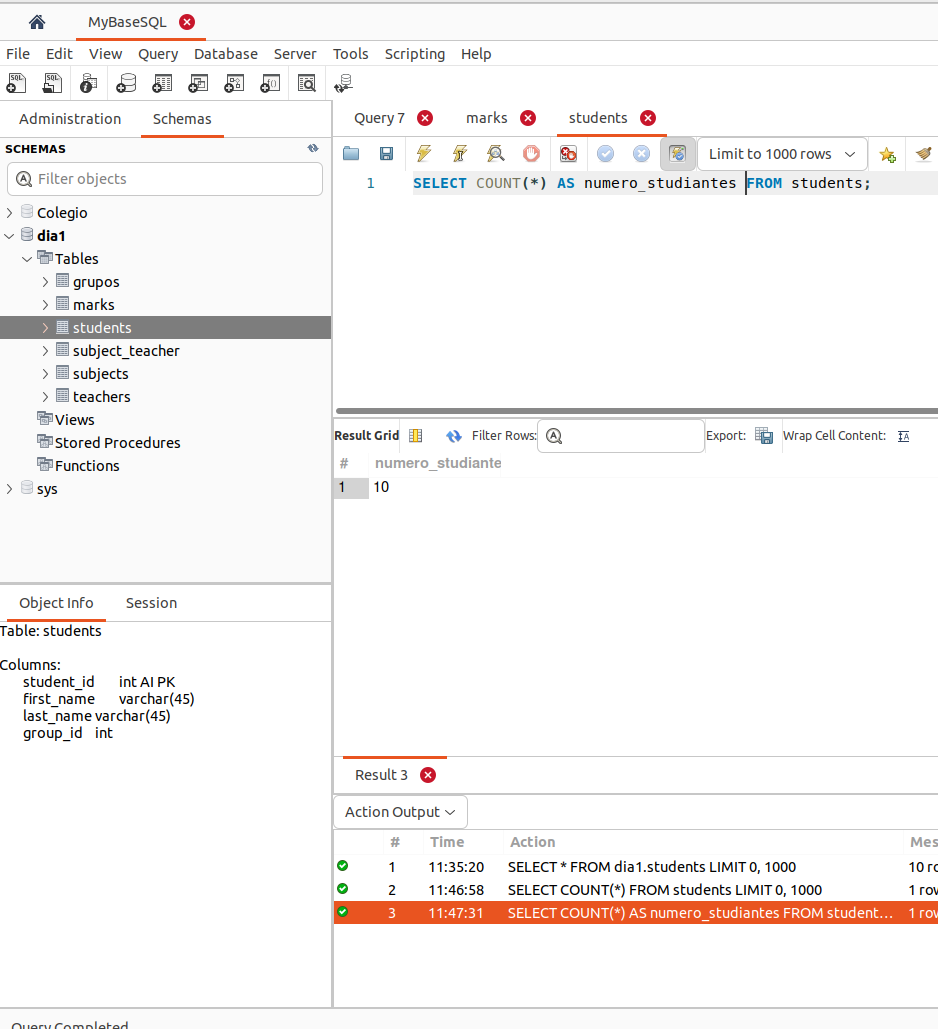 MyBaseSQL
File Edit View Query Database Server Tools Scripting Help
Administration Schemas
SCHEMAS
Filter objects
Colegio
dia1
Tables
grupos
marks
students
subject_teacher
subjects
teachers
Views
Stored Procedures
Functions
sys
Object Info Session
Table: students
Columns:
student_id int AI PK
first_name varchar(45)
last_name varchar(45)
group_id int
Query 7 marks students
Limit to 1000 rows
1 SELECT COUNT(*) AS numero_studiantes FROM students;
Result Grid Filter Rows: Export: Wrap Cell Content:
# numero_studiante
1 10
Result 3
Action Output
# Time Action Mes
1 11:35:20 SELECT * FROM dia1.students LIMIT 0, 1000 10 ro
2 11:46:58 SELECT COUNT(*) FROM students LIMIT 0, 1000 1 row
3 11:47:31 SELECT COUNT(*) AS numero_studiantes FROM student... 1 row
Query Completed